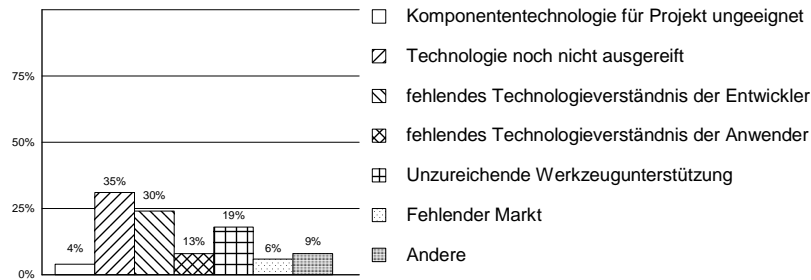 75%
50%
25%
0%
4%
35%
30%
13%
19%
6%
9%
Komponententechnologie für Projekt ungeeignet
Technologie noch nicht ausgereift
fehlendes Technologieverständnis der Entwickler
fehlendes Technologieverständnis der Anwender
Unzureichende Werkzeugunterstützung
Fehlender Markt
Andere